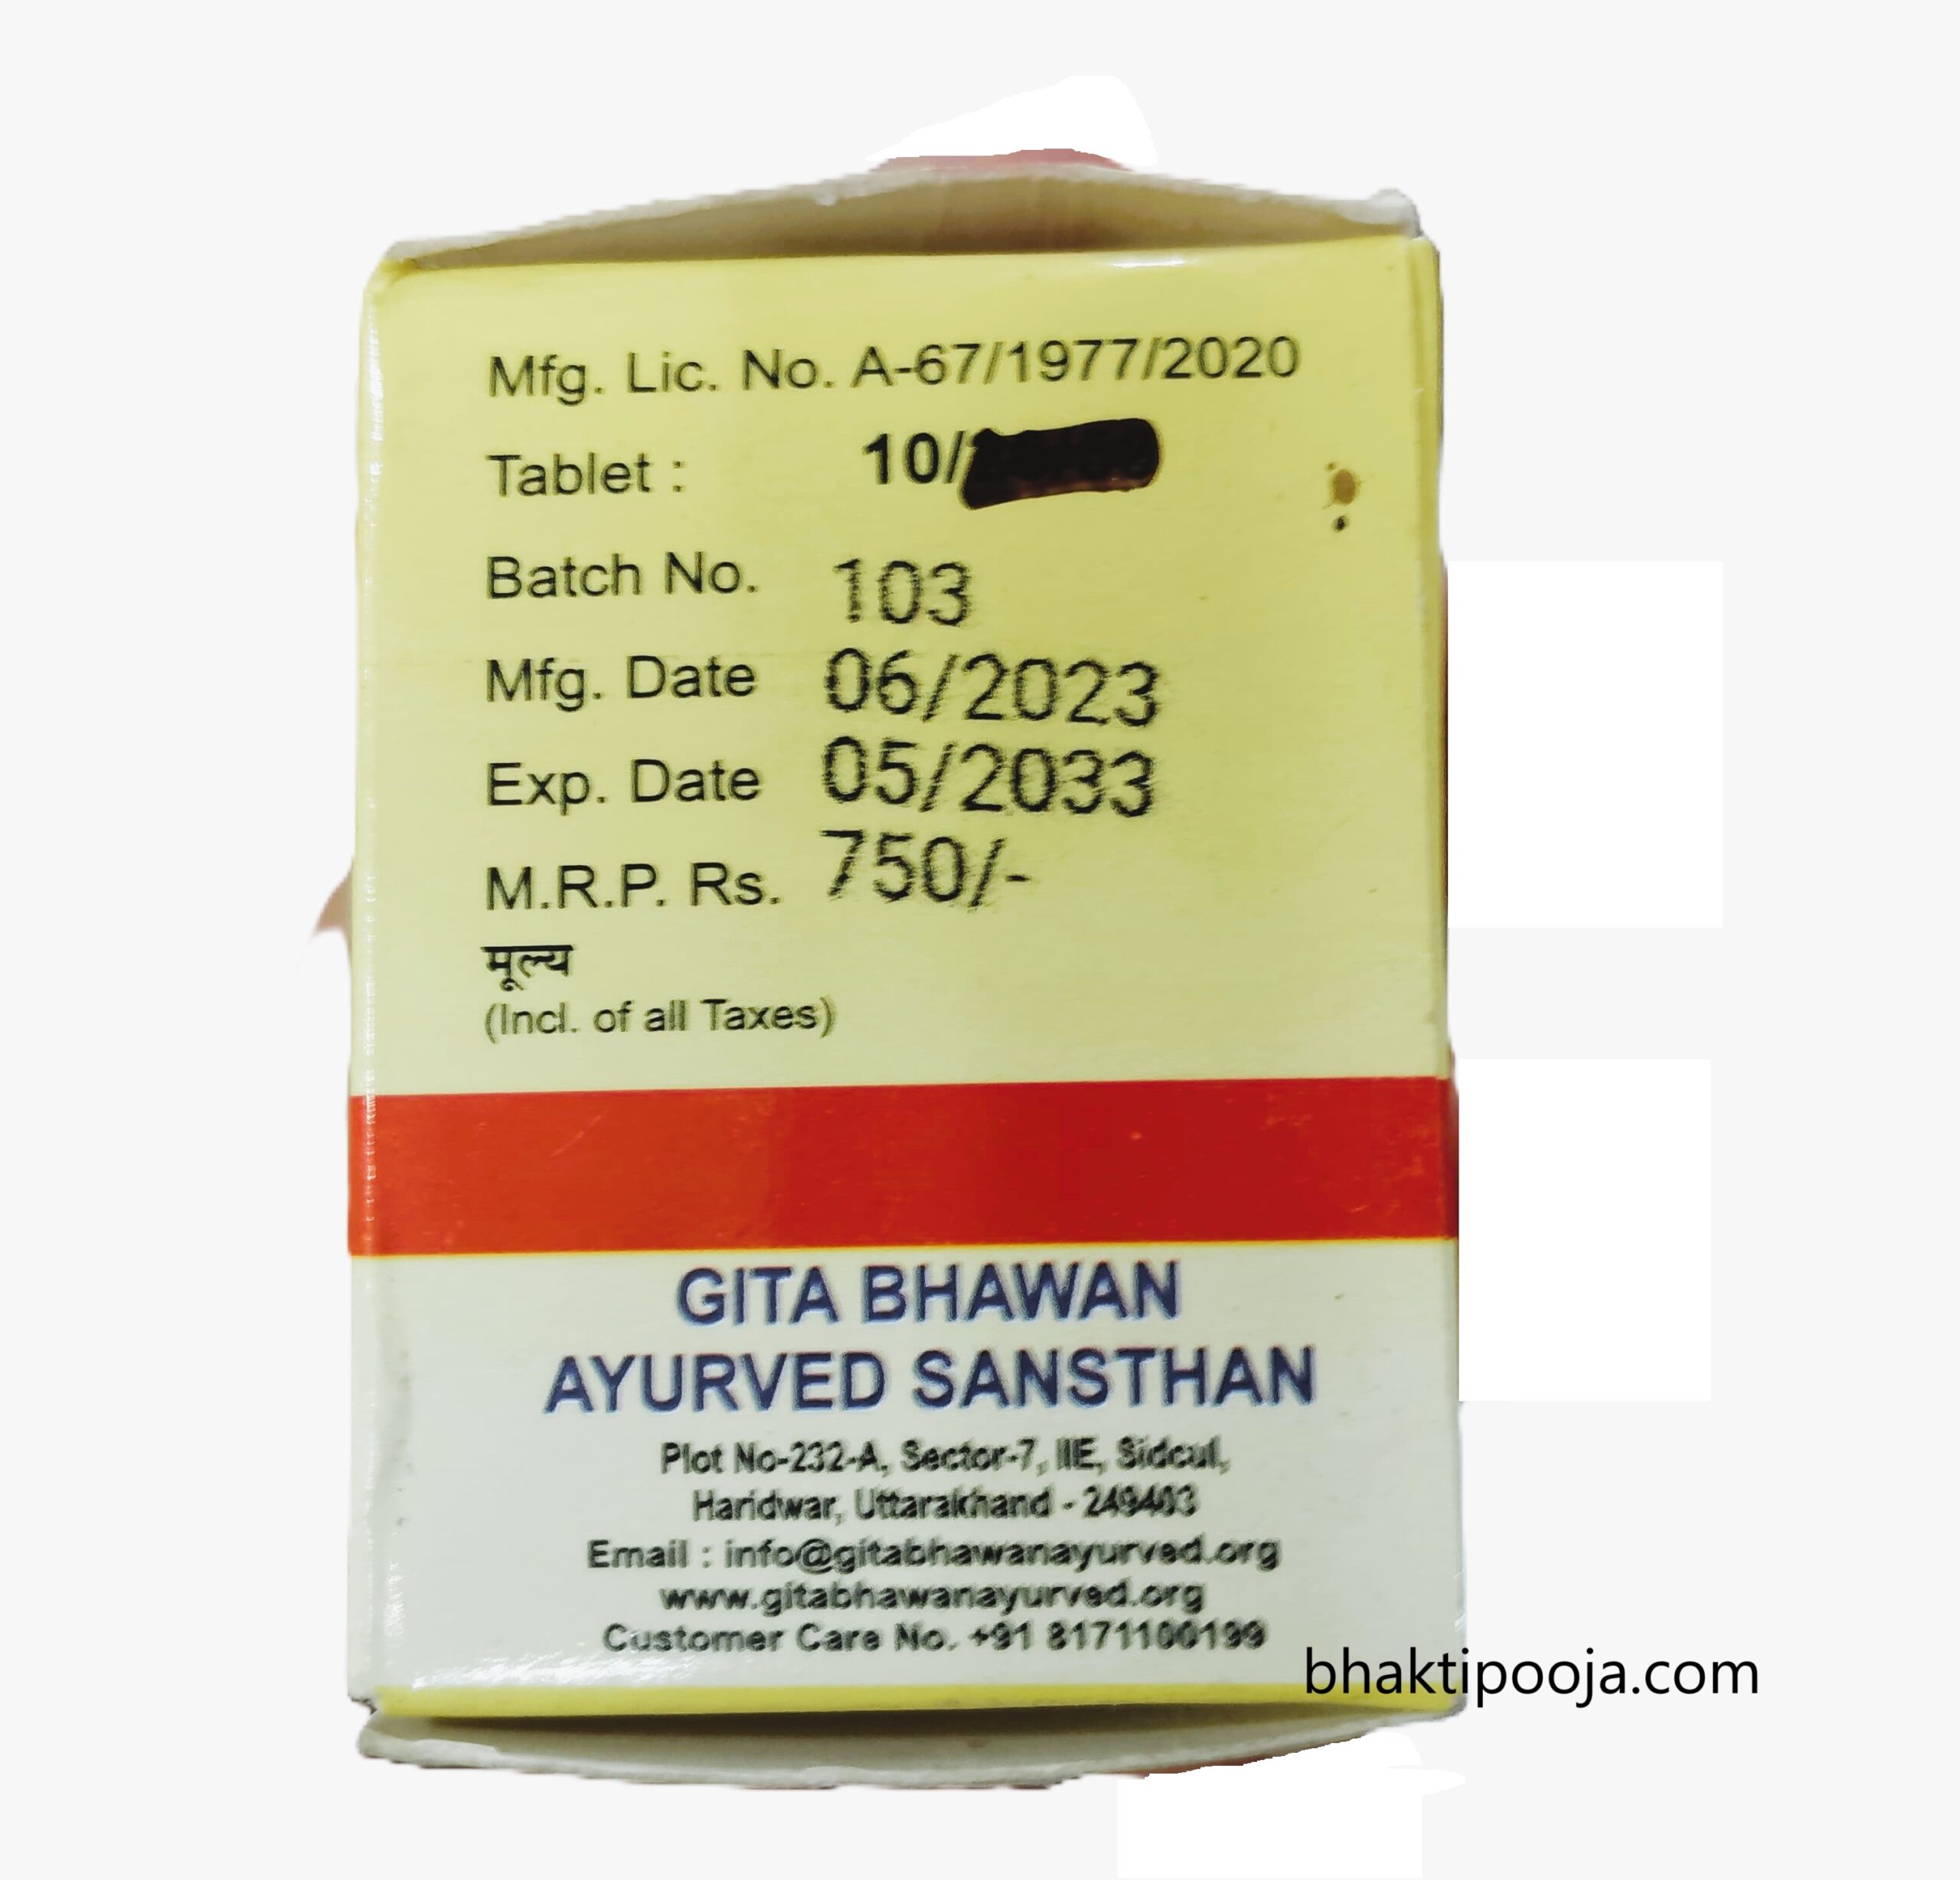 Mfg. Lic. No. A-67/1977/2020
Tablet : 10/
Batch No. 103
Mfg. Date 06/2023
Exp. Date 05/2033
M.R.P. Rs. 750/-
मूल्य
(Incl. of all Taxes)
GITA BHAWAN
AYURVED SANSTHAN
Plot No-232-A, Sector-7, IIE, Sidcul,
Haridwar, Uttarakhand - 249403
Email : info@gitabhawanayurved.org
www.gitabhawanayurved.org
Customer Care No. +91 8171100199
bhaktipooja.com